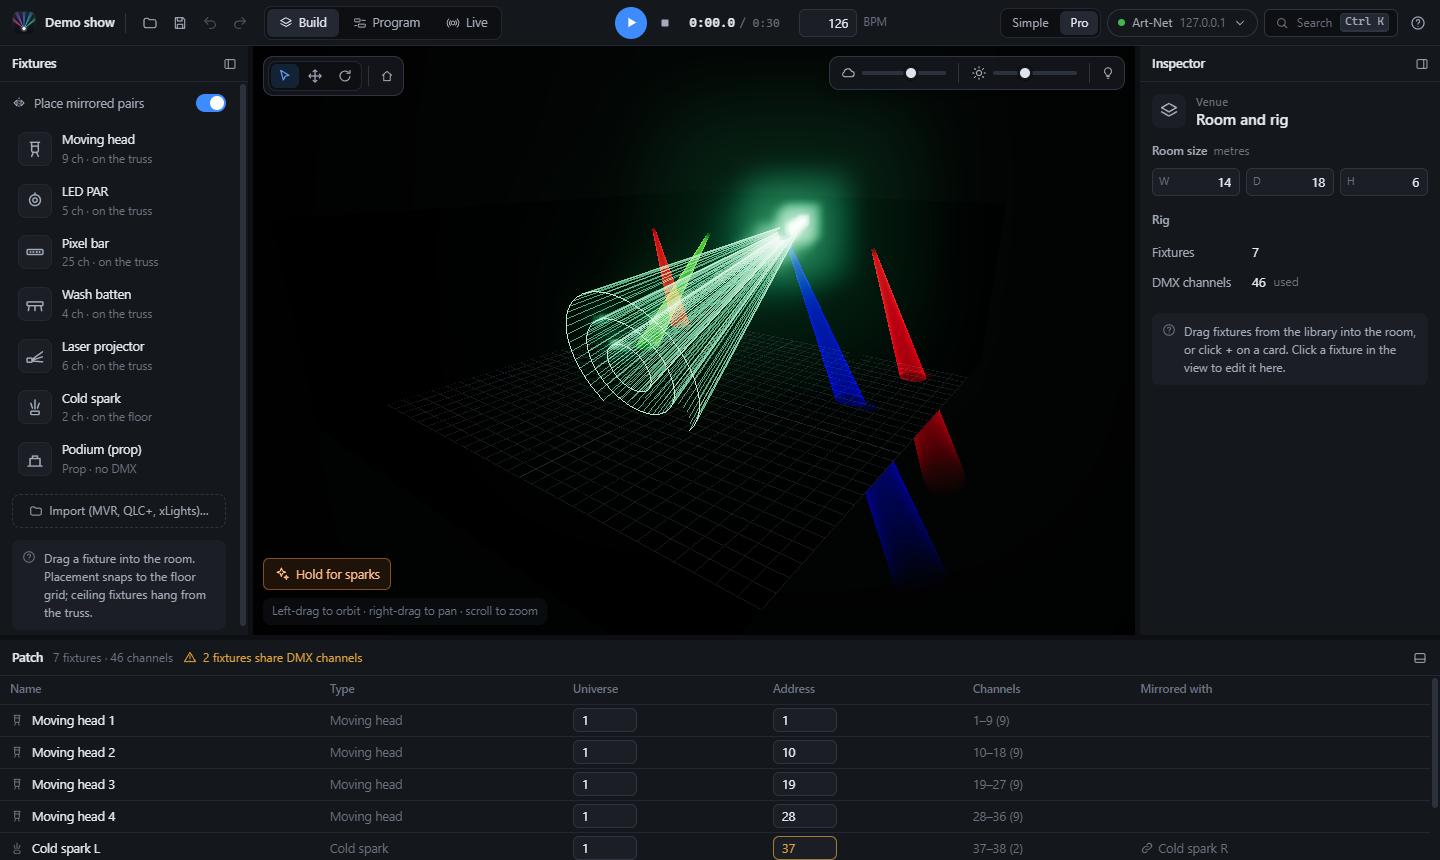 Demo show
Build
Program
Live
0:00.0 / 0:30
126 BPM
Simple
Pro
Art-Net 127.0.0.1
Search Ctrl K
Fixtures
Place mirrored pairs
Moving head
9 ch · on the truss
LED PAR
5 ch · on the truss
Pixel bar
25 ch · on the truss
Wash batten
4 ch · on the truss
Laser projector
6 ch · on the truss
Cold spark
2 ch · on the floor
Podium (prop)
Prop · no DMX
Import (MVR, QLC+, xLights)...
Drag a fixture into the room.
Placement snaps to the floor
grid; ceiling fixtures hang from
the truss.
Hold for sparks
Left-drag to orbit · right-drag to pan · scroll to zoom
Inspector
Venue
Room and rig
Room size metres
W 14 D 18 H 6
Rig
Fixtures 7
DMX channels 46 used
Drag fixtures from the library into the room,
or click + on a card. Click a fixture in the
view to edit it here.
Patch 7 fixtures · 46 channels 2 fixtures share DMX channels
Name Type Universe Address Channels Mirrored with
Moving head 1 Moving head 1 1 1–9 (9)
Moving head 2 Moving head 1 10 10–18 (9)
Moving head 3 Moving head 1 19 19–27 (9)
Moving head 4 Moving head 1 28 28–36 (9)
Cold spark L Cold spark 1 37 37–38 (2) Cold spark R